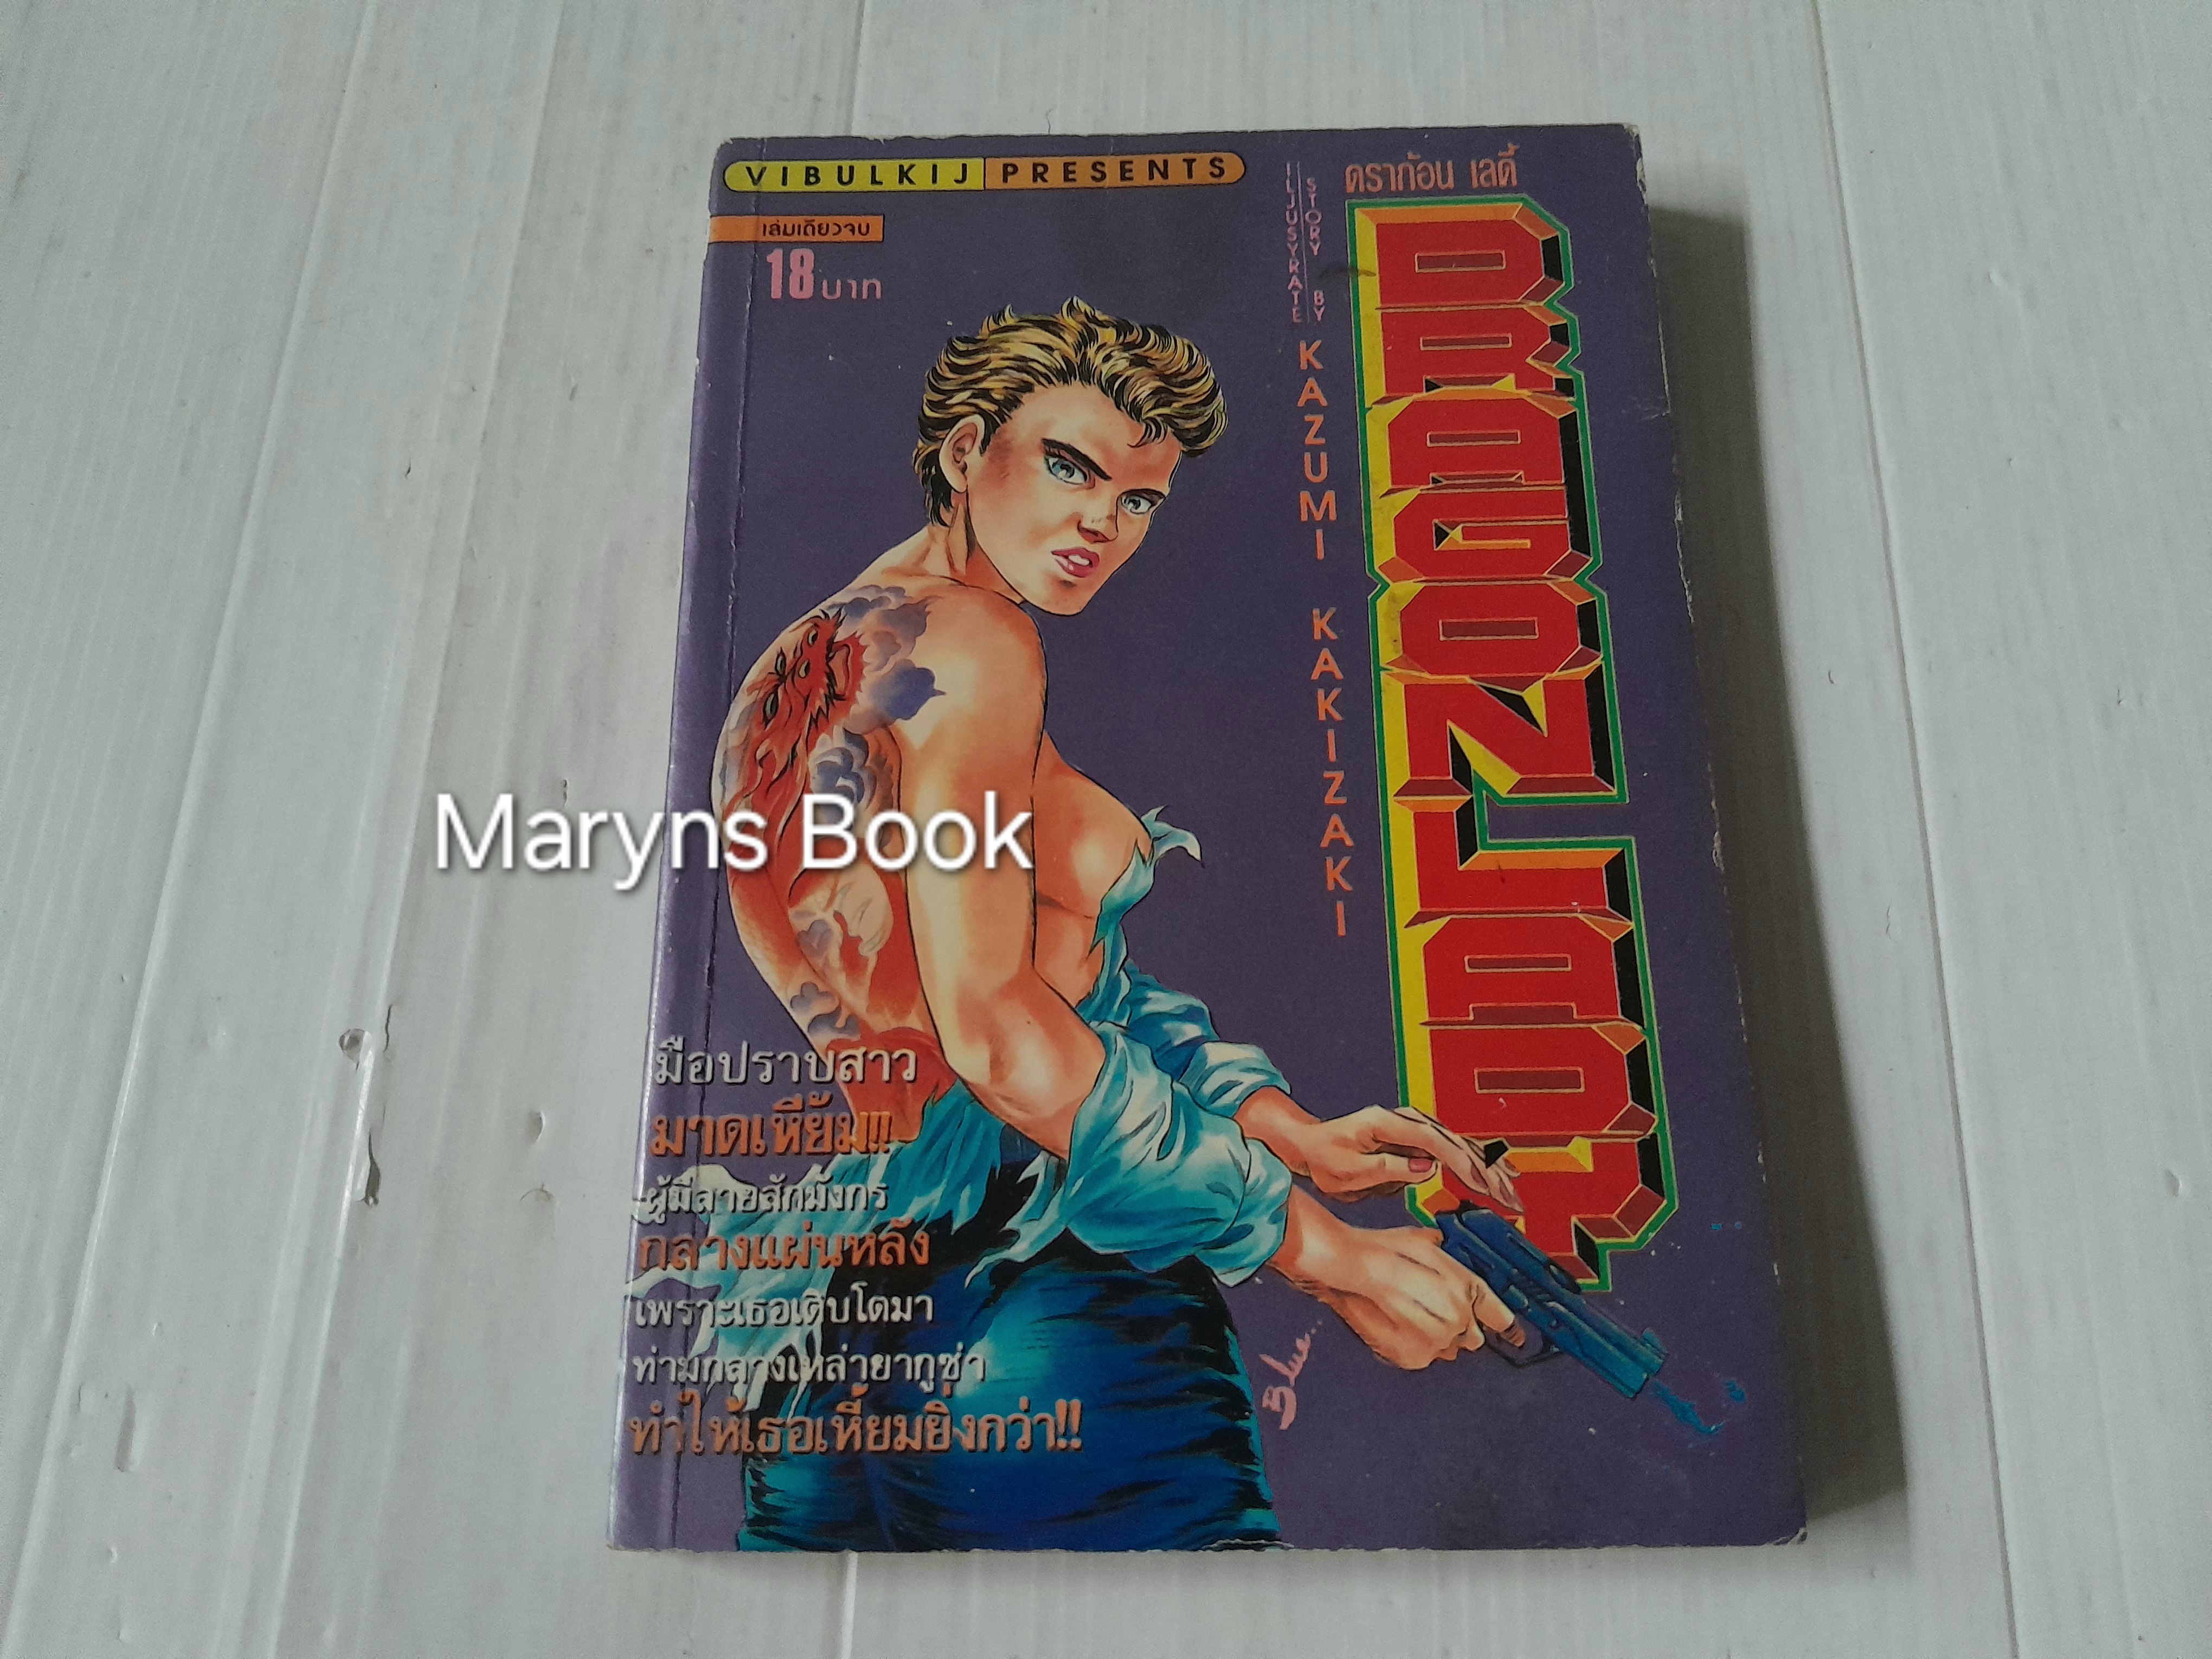 VIBULKIJ PRESENTS
เล่มเดียวจบ
18 บาท
ดราก้อน เลดี้
DRAGON LADY
ILJUSYRATE
STORY BY
KAZUMI KAKIZAKI
Maryns Book
มือปราบสาว
มาดเหี้ยม!!!
ผู้มีลายสักมังกร
กลางแผ่นหลัง
เพราะเธอเติบโตมา
ท่ามกลางเหล่ายากูซ่า
ทำให้เธอเหี้ยมยิ่งกว่า!!
Blue...